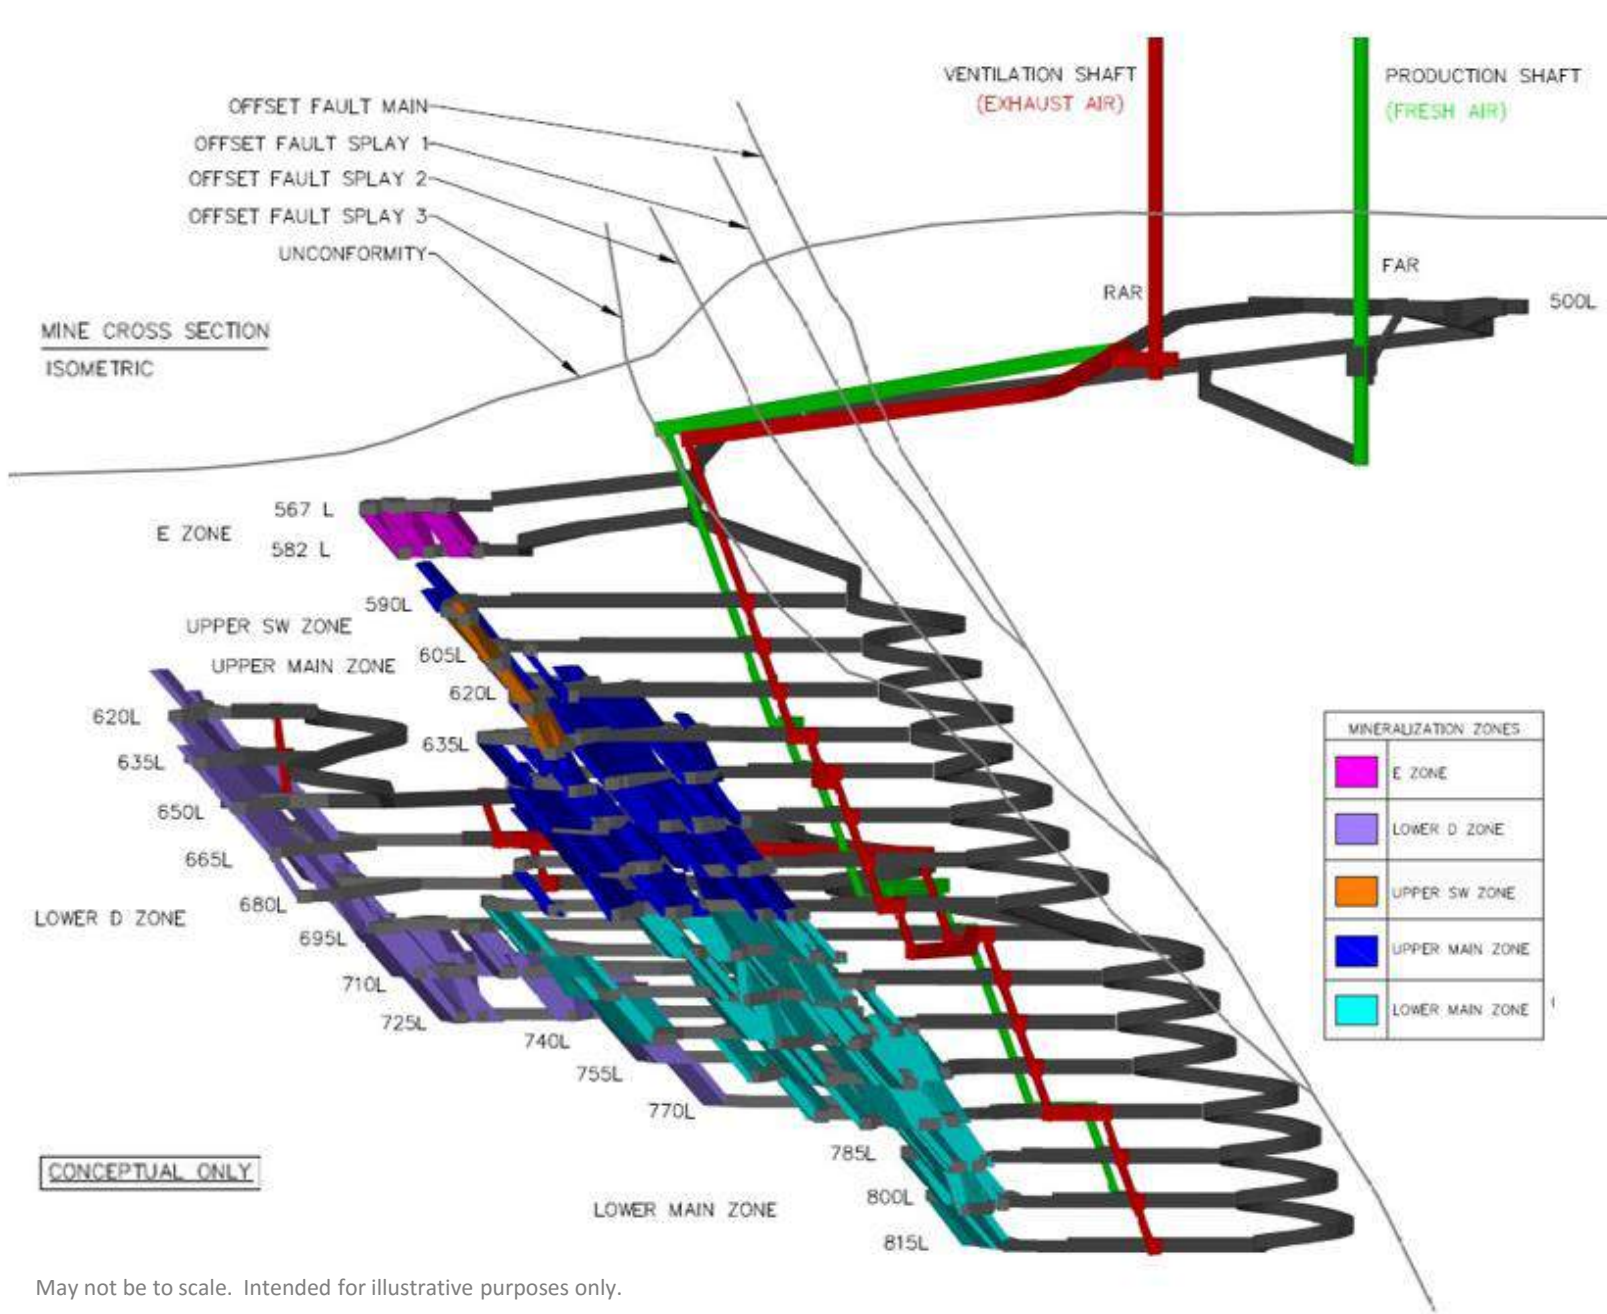 VENTILATION SHAFT
(EXHAUST AIR)
PRODUCTION SHAFT
(FRESH AIR)
OFFSET FAULT MAIN
OFFSET FAULT SPLAY 1
OFFSET FAULT SPLAY 2
OFFSET FAULT SPLAY 3
UNCONFORMITY
RAR
FAR
500L
MINE CROSS SECTION
ISOMETRIC
567 L
E ZONE
582 L
590L
UPPER SW ZONE
605L
UPPER MAIN ZONE
620L
620L
635L
635L
650L
665L
680L
LOWER D ZONE
695L
710L
725L
740L
755L
770L
785L
800L
815L
LOWER MAIN ZONE
MINERALIZATION ZONES
E ZONE
LOWER D ZONE
UPPER SW ZONE
UPPER MAIN ZONE
LOWER MAIN ZONE
CONCEPTUAL ONLY
May not be to scale. Intended for illustrative purposes only.